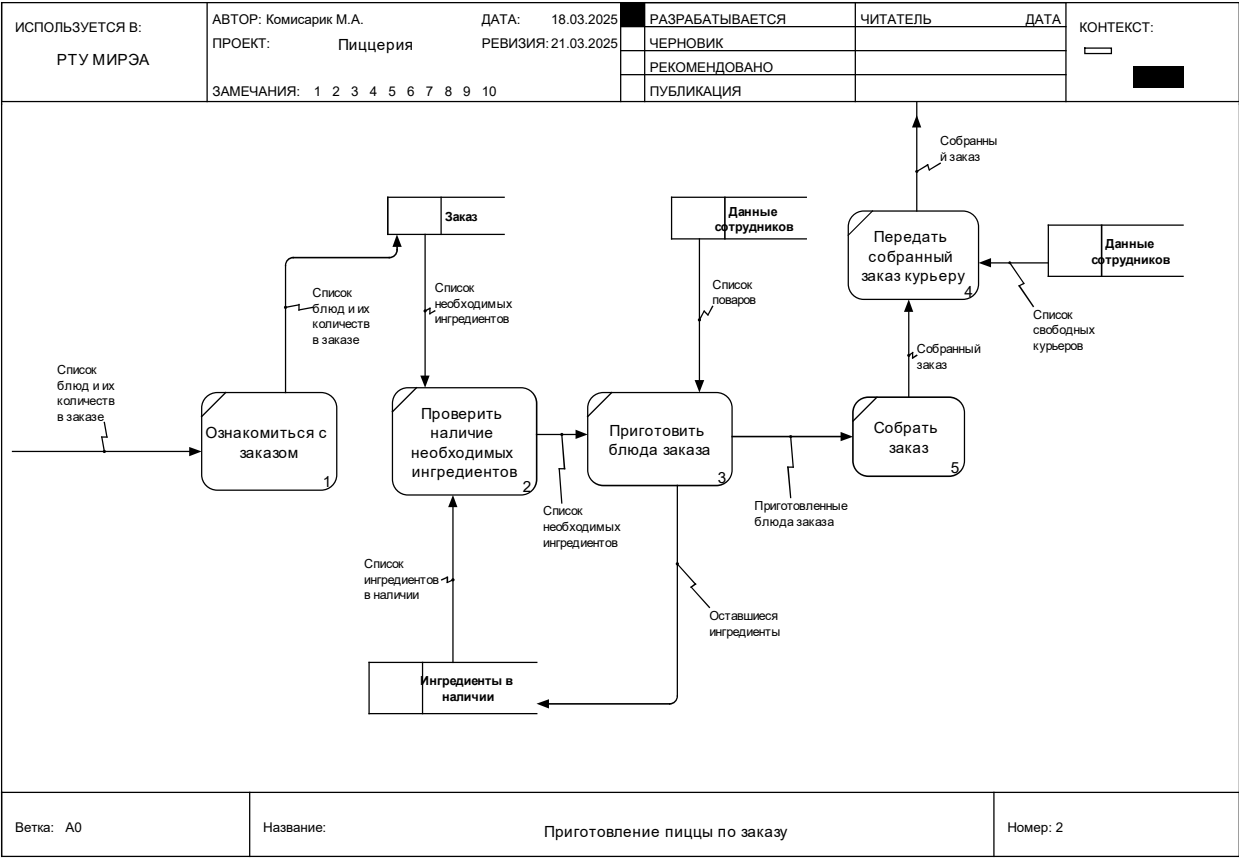 ИСПОЛЬЗУЕТСЯ В:
РТУ МИРЭА
АВТОР: Комисарик М.А.
ДАТА: 18.03.2025
ПРОЕКТ: Пиццерия
РЕВИЗИЯ: 21.03.2025
ЗАМЕЧАНИЯ: 1 2 3 4 5 6 7 8 9 10
РАЗРАБАТЫВАЕТСЯ
ЧЕРНОВИК
РЕКОМЕНДОВАНО
ПУБЛИКАЦИЯ
ЧИТАТЕЛЬ ДАТА
КОНТЕКСТ:
Собранны
й заказ
Заказ
Данные
сотрудников
Передать
собранный
заказ курьеру
4
Данные
сотрудников
Список
блюд и их
количеств
в заказе
Список
необходимых
ингредиентов
Список
поваров
Список
свободных
курьеров
Собранный
заказ
Список
блюд и их
количеств
в заказе
Ознакомиться с
заказом
1
Проверить
наличие
необходимых
ингредиентов
2
Приготовить
блюда заказа
3
Собрать
заказ
5
Список
необходимых
ингредиентов
Приготовленные
блюда заказа
Список
ингредиентов
в наличии
Оставшиеся
ингредиенты
Ингредиенты в
наличии
Ветка: A0
Название: Приготовление пиццы по заказу
Номер: 2